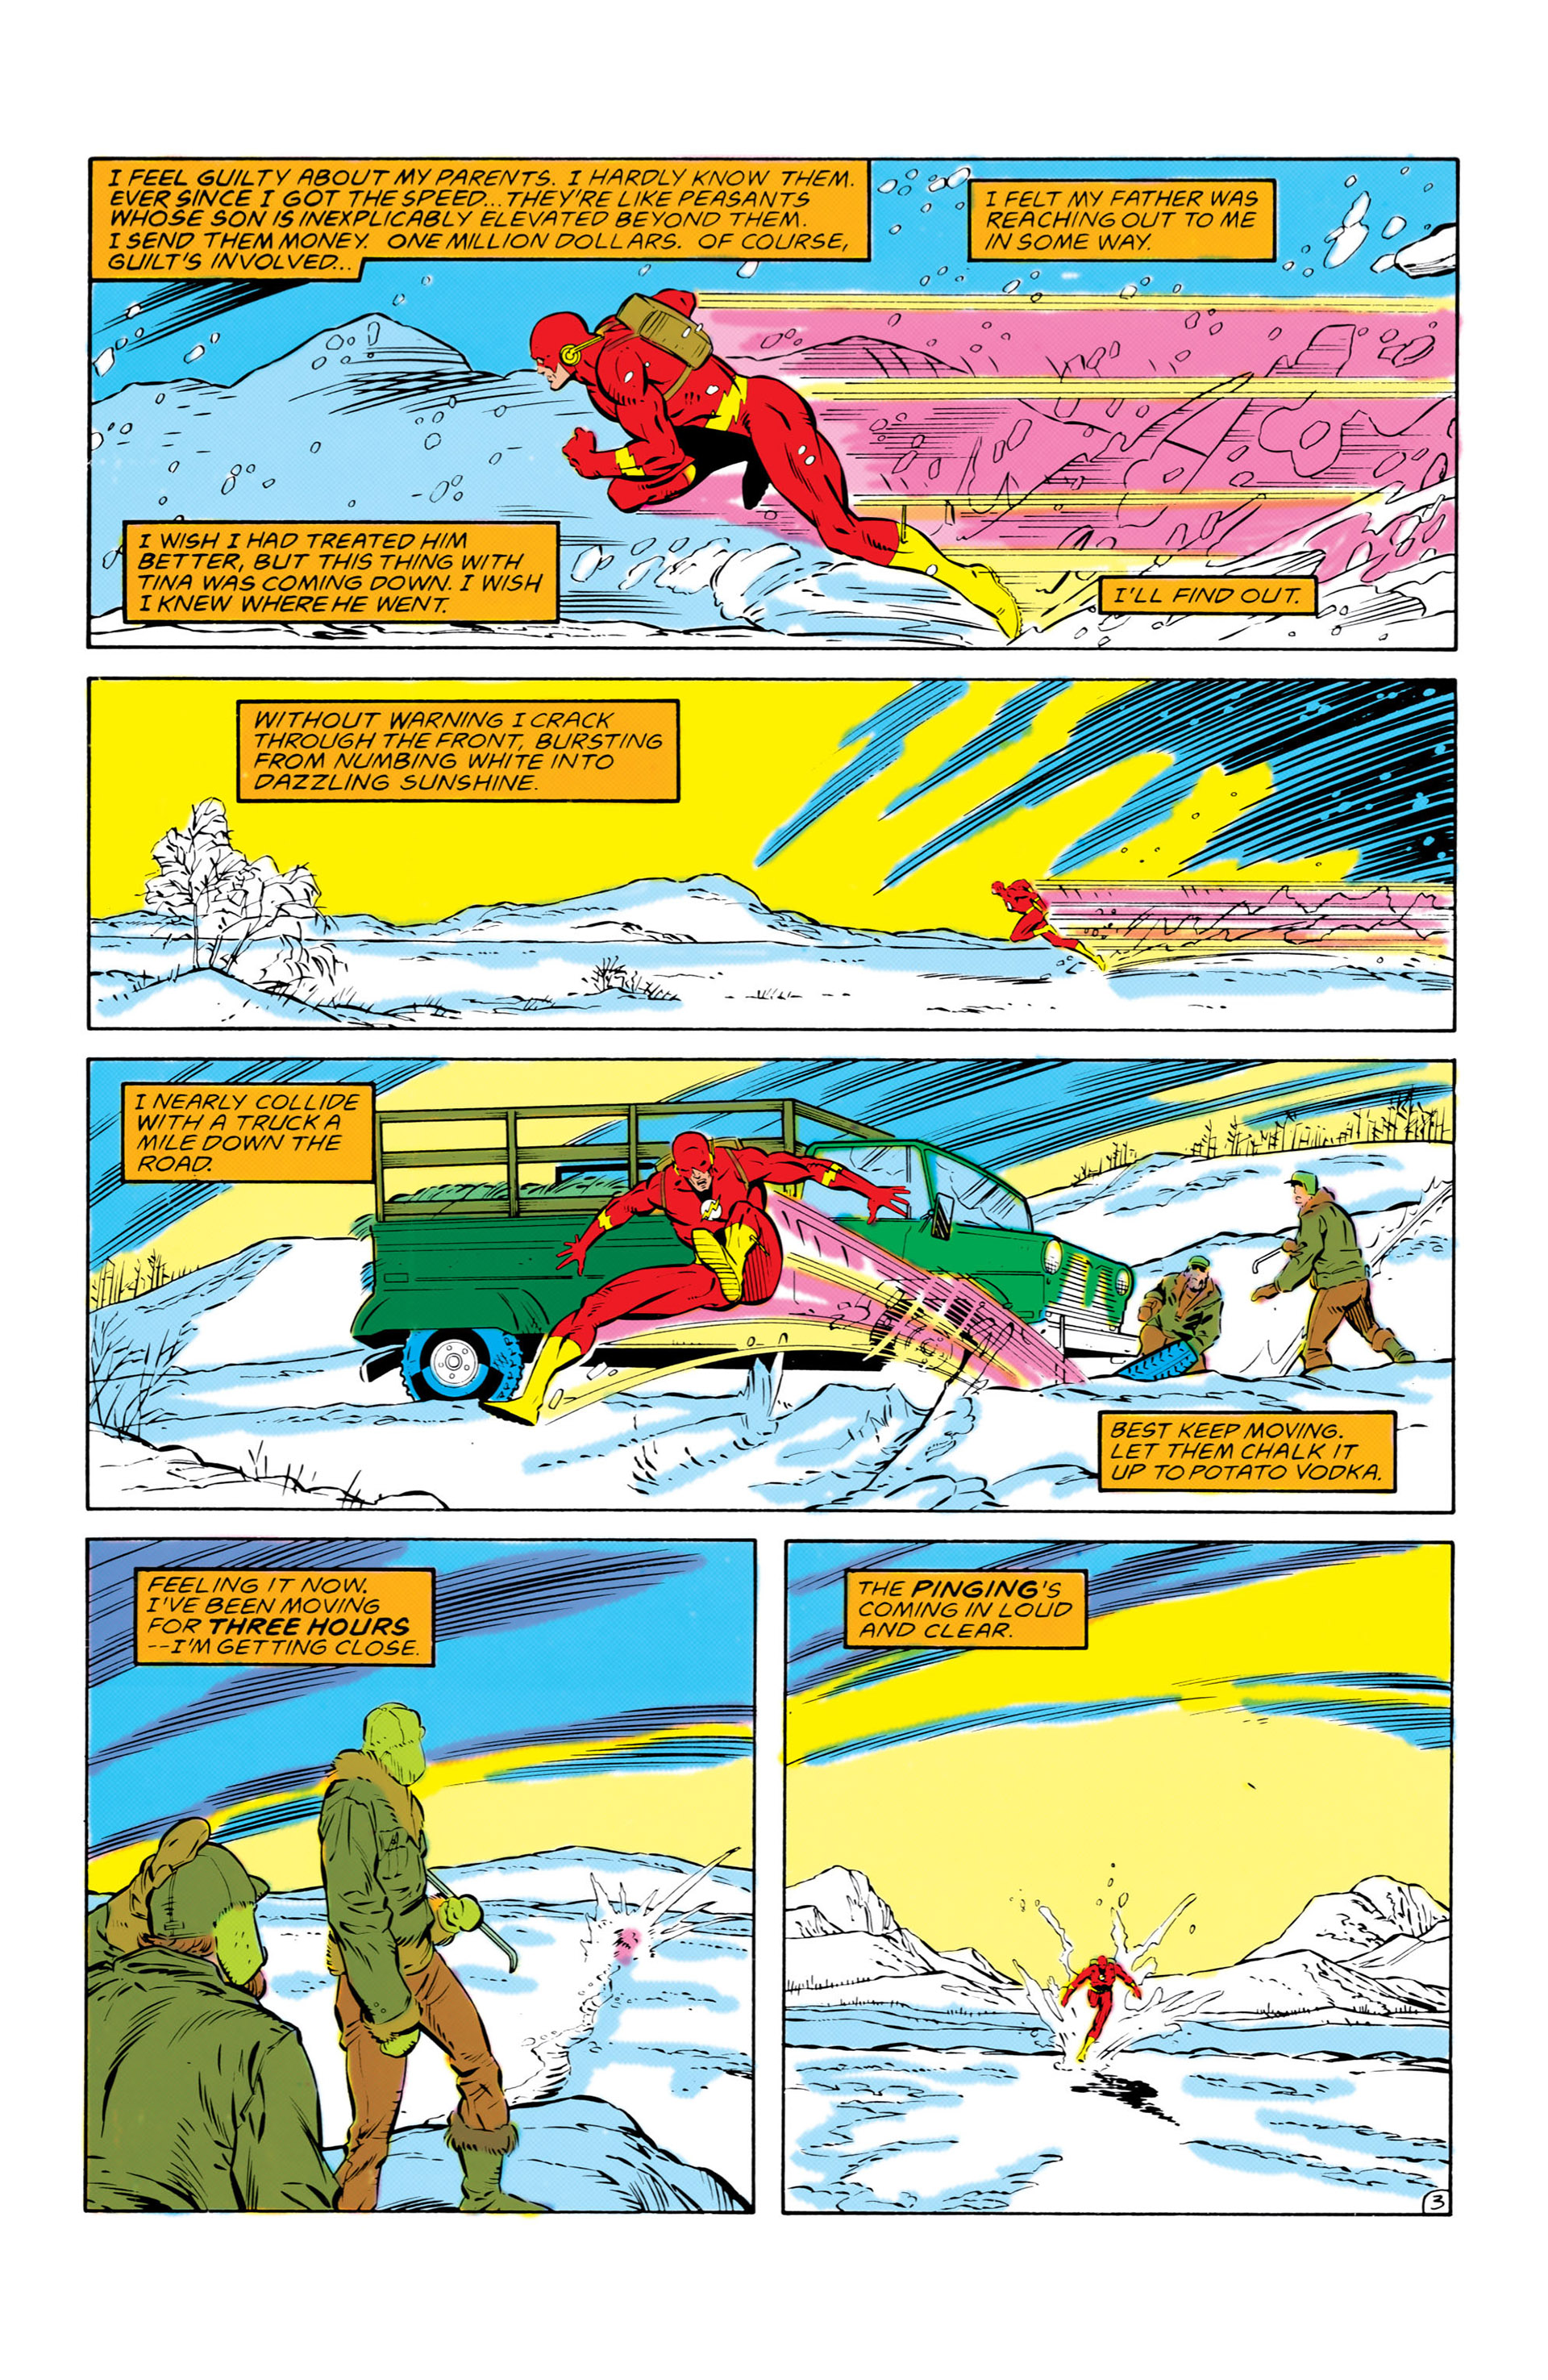 I FEEL GUILTY ABOUT MY PARENTS. I HARDLY KNOW THEM.
EVER SINCE I GOT THE SPEED...THEY'RE LIKE PEASANTS
WHOSE SON IS INEXPLICABLY ELEVATED BEYOND THEM.
I SEND THEM MONEY. ONE MILLION DOLLARS. OF COURSE,
GUILT'S INVOLVED...
I FELT MY FATHER WAS
REACHING OUT TO ME
IN SOME WAY.
I WISH I HAD TREATED HIM
BETTER, BUT THIS THING WITH
TINA WAS COMING DOWN. I WISH
I KNEW WHERE HE WENT.
I'LL FIND OUT.
WITHOUT WARNING I CRACK
THROUGH THE FRONT, BURSTING
FROM NUMBING WHITE INTO
DAZZLING SUNSHINE.
I NEARLY COLLIDE
WITH A TRUCK A
MILE DOWN THE
ROAD.
BEST KEEP MOVING.
LET THEM CHALK IT
UP TO POTATO VODKA.
FEELING IT NOW.
I'VE BEEN MOVING
FOR THREE HOURS
--I'M GETTING CLOSE.
THE PINGING'S
COMING IN LOUD
AND CLEAR.
3